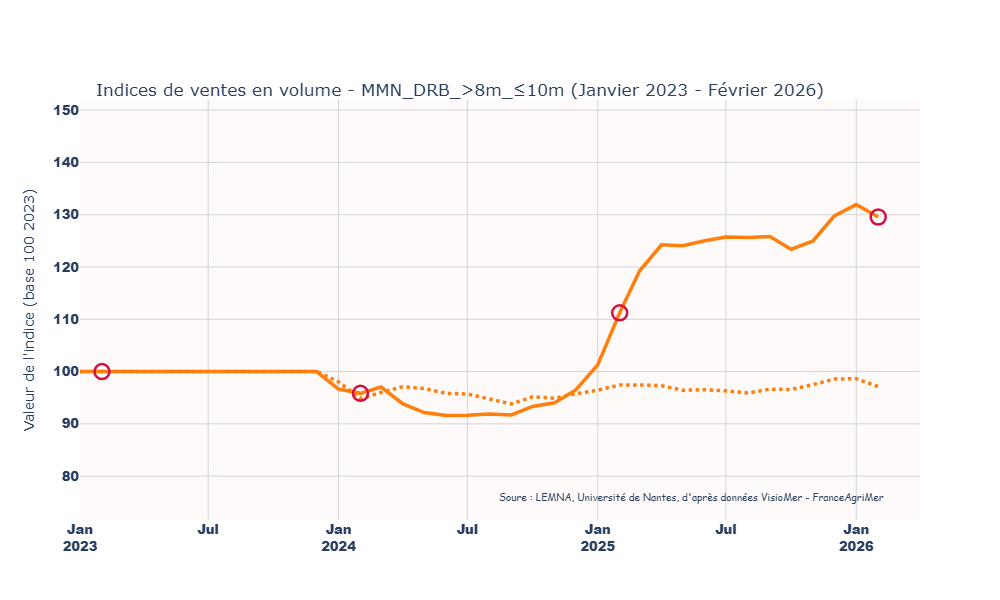 Indices de ventes en volume - MMN_DRB_>8m_≤10m (Janvier 2023 - Février 2026)
Valeur de l'indice (base 100 2023)
150
140
130
120
110
100
90
80
Soure : LEMNA, Université de Nantes, d'après données VisioMer - FranceAgriMer
Jan
2023
Jul
Jan
2024
Jul
Jan
2025
Jul
Jan
2026